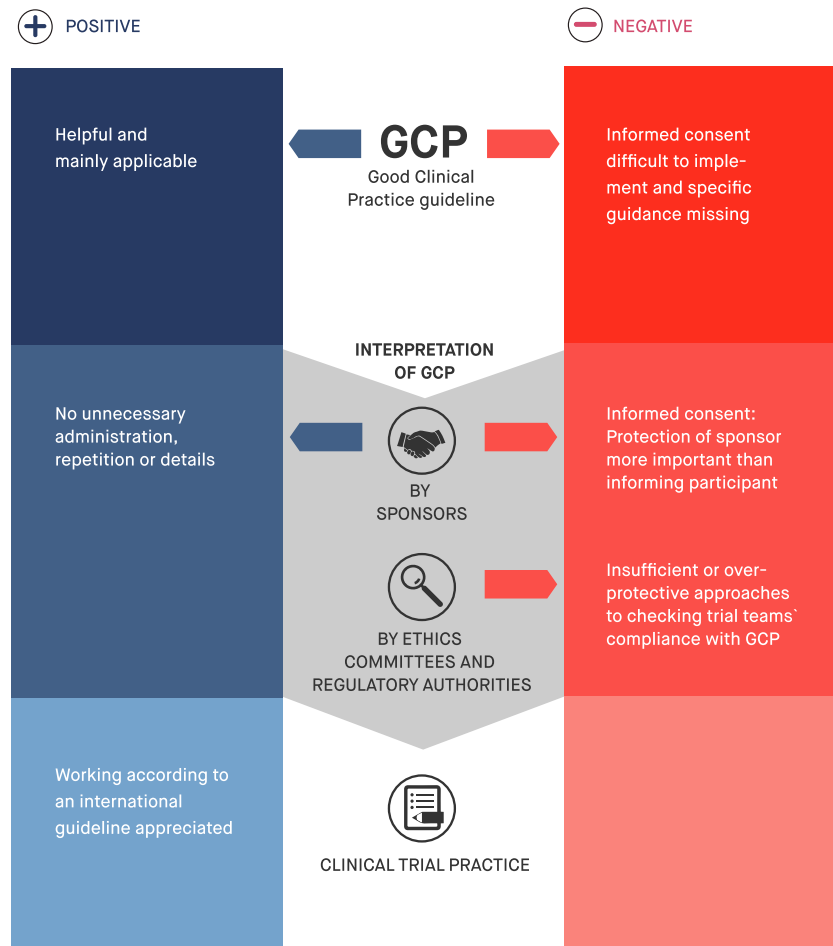 POSITIVE
NEGATIVE
Helpful and
mainly applicable
GCP
Good Clinical
Practice guideline
Informed consent
difficult to imple-
ment and specific
guidance missing
INTERPRETATION
OF GCP
No unnecessary
administration,
repetition or details
BY
SPONSORS
Informed consent:
Protection of sponsor
more important than
informing participant
BY ETHICS
COMMITTEES AND
REGULATORY AUTHORITIES
Insufficient or over-
protective approaches
to checking trial teams`
compliance with GCP
Working according to
an international
guideline appreciated
CLINICAL TRIAL PRACTICE